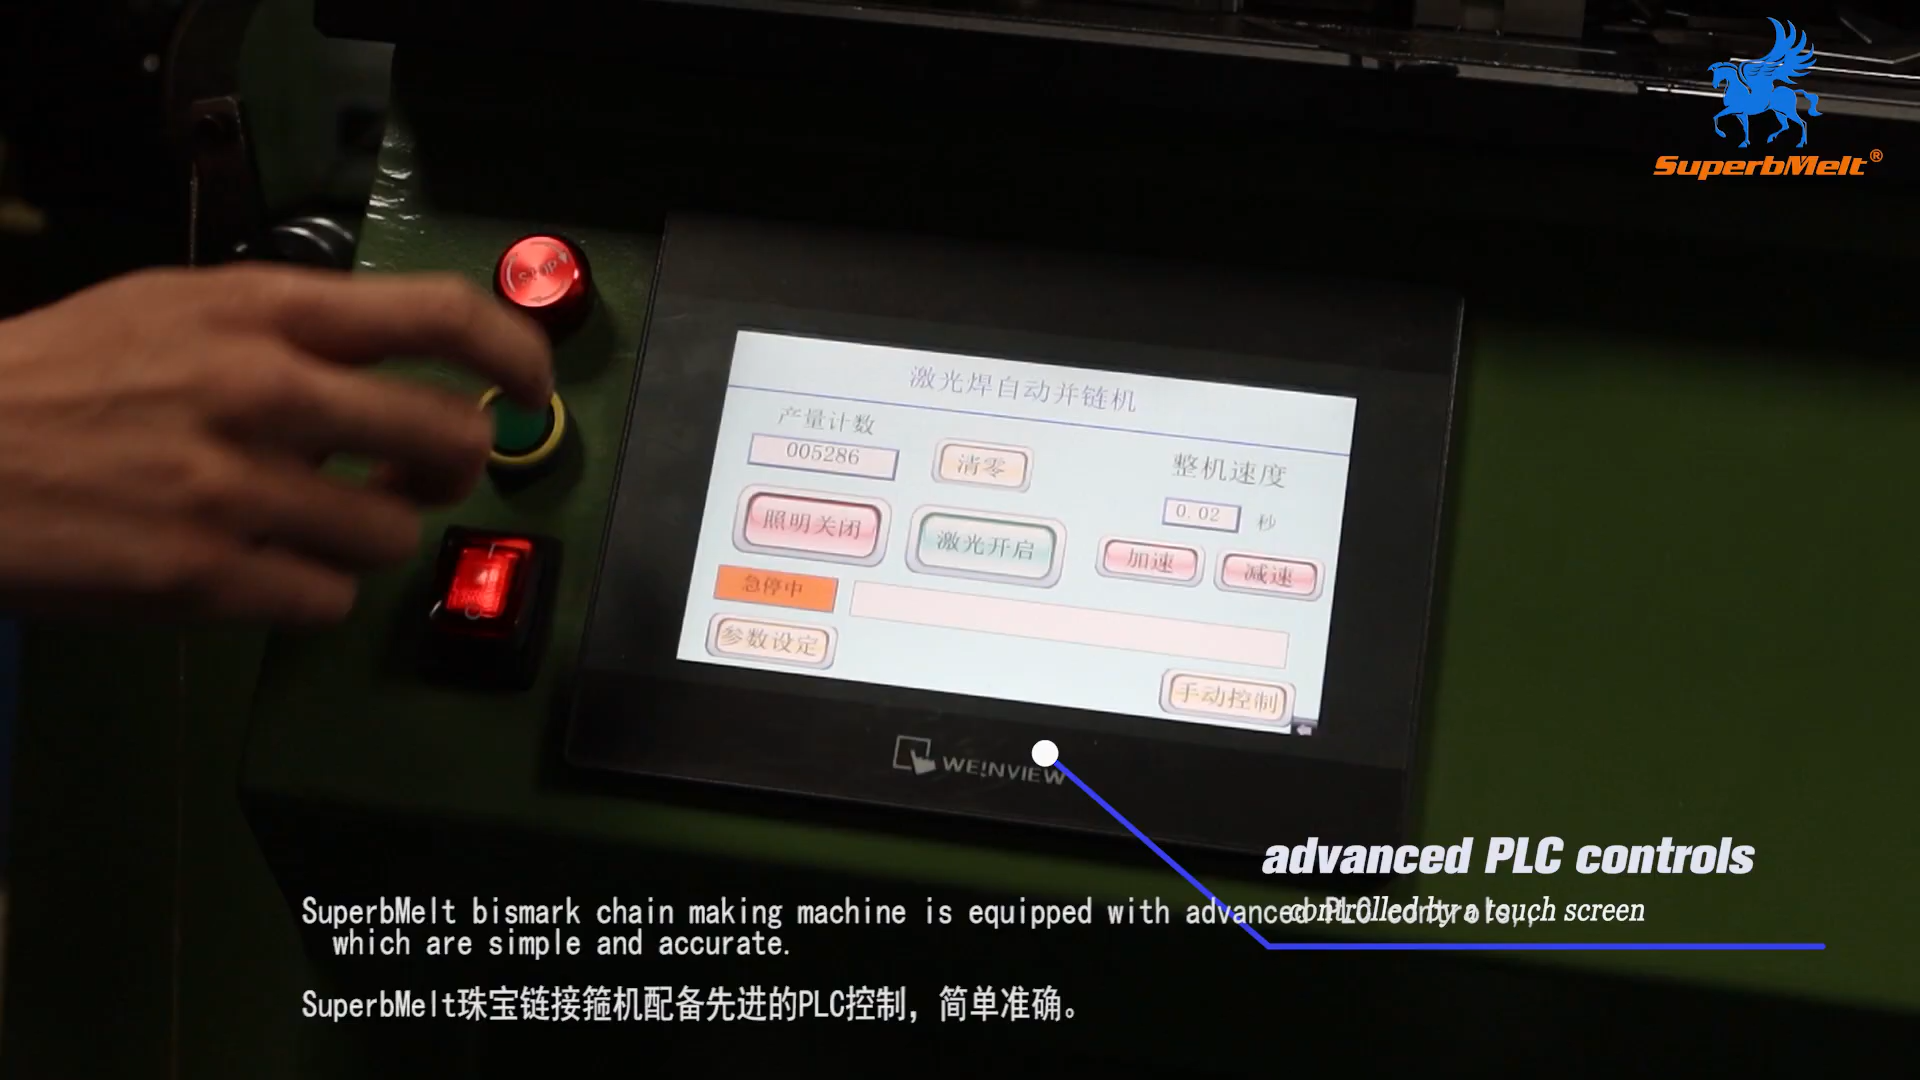 SuperbMelt®
激光焊自动并链机
产量计数
005286
清零
整机速度
0.02 秒
照明关闭
激光开启
加速
减速
急停中
参数设定
手动控制
WEINVIEW
advanced PLC controls
controlled by a touch screen
SuperbMelt bismark chain making machine is equipped with advanced PLC controls,
which are simple and accurate.
SuperbMelt珠宝链接箍机配备先进的PLC控制，简单准确。